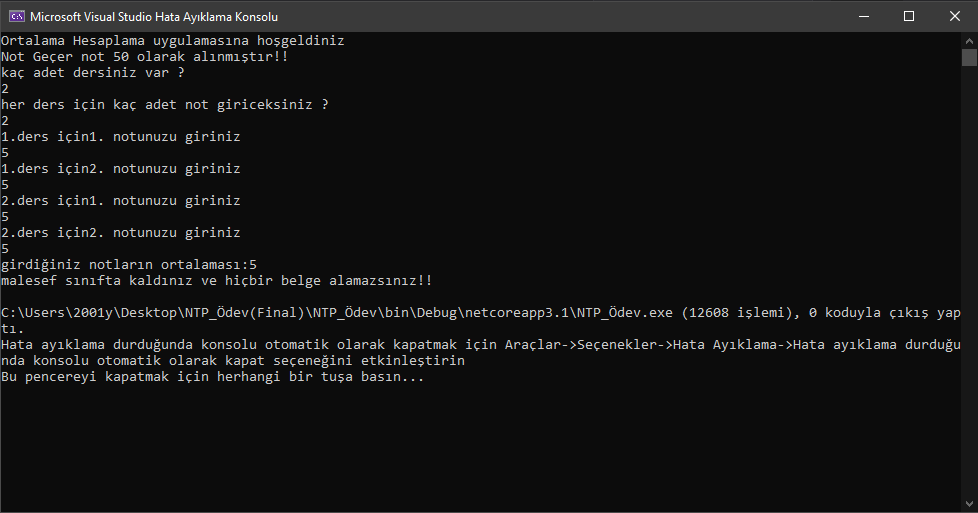 Microsoft Visual Studio Hata Ayıklama Konsolu
Ortalama Hesaplama uygulamasına hoşgeldiniz
Not Geçer not 50 olarak alınmıştır!!
kaç adet dersiniz var ?
2
her ders için kaç adet not giriceksiniz ?
2
1.ders için1. notunuzu giriniz
5
1.ders için2. notunuzu giriniz
5
2.ders için1. notunuzu giriniz
5
2.ders için2. notunuzu giriniz
5
girdiğiniz notların ortalaması:5
malesef sınıfta kaldınız ve hiçbir belge alamazsınız!!
C:\Users\2001y\Desktop\NTP_Ödev(Final)\NTP_Ödev\bin\Debug\netcoreapp3.1\NTP_Ödev.exe (12608 işlemi), 0 koduyla çıkış yap
tı.
Hata ayıklama durduğunda konsolu otomatik olarak kapatmak için Araçlar->Seçenekler->Hata Ayıklama->Hata ayıklama durduğu
nda konsolu otomatik olarak kapat seçeneğini etkinleştirin
Bu pencereyi kapatmak için herhangi bir tuşa basın...